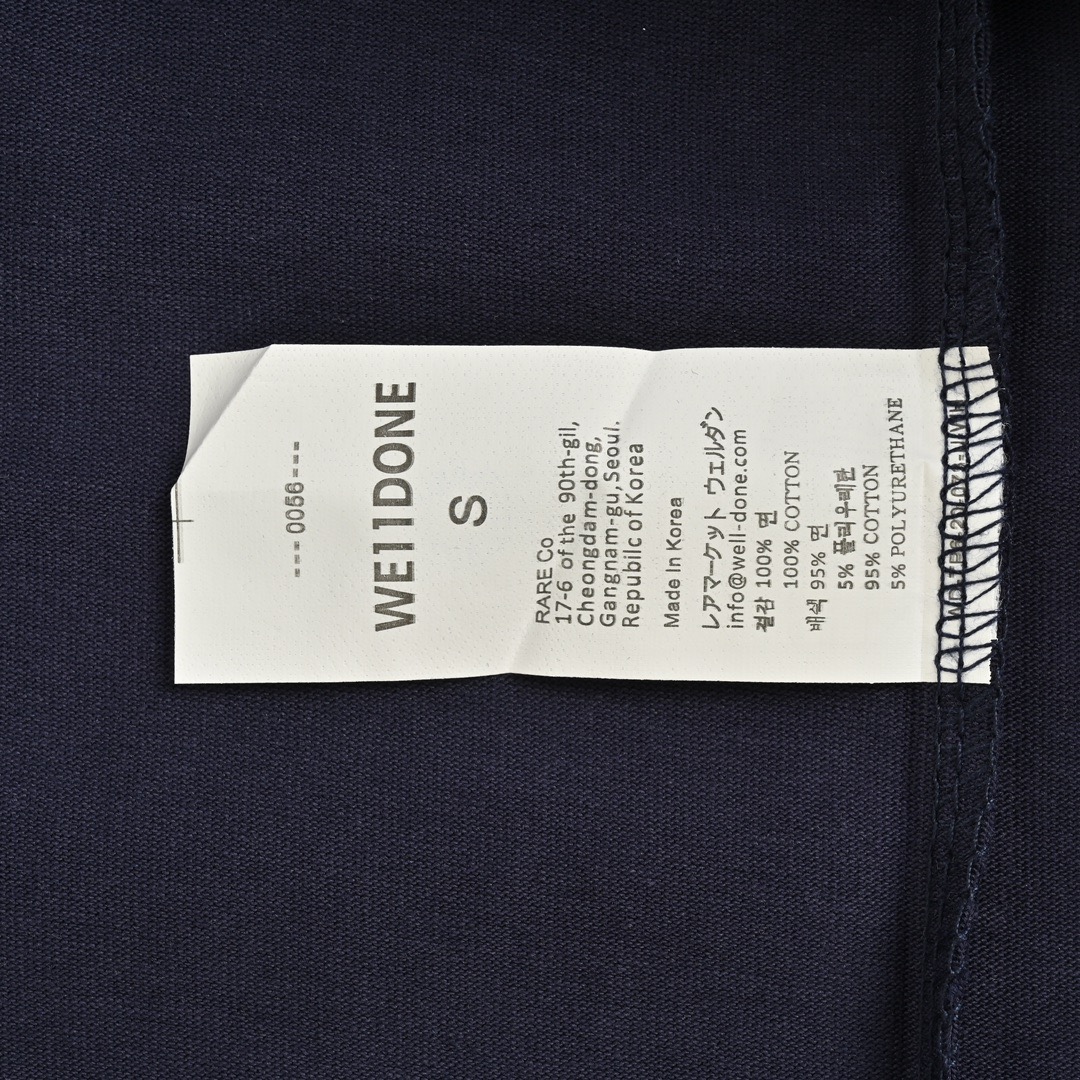 ===0056===
WE11DONE
S
RARE Co
17-6 of the 90th-gil,
Cheongdam-dong,
Gangnam-gu,Seoul.
Repubilc of Korea
Made In Korea
レアマーケット ウェルダン
info@well-done.com
겉감 100% 면
100% COTTON
배색 95% 면
5% 폴리우레탄
95% COTTON
5% POLYURETHANE